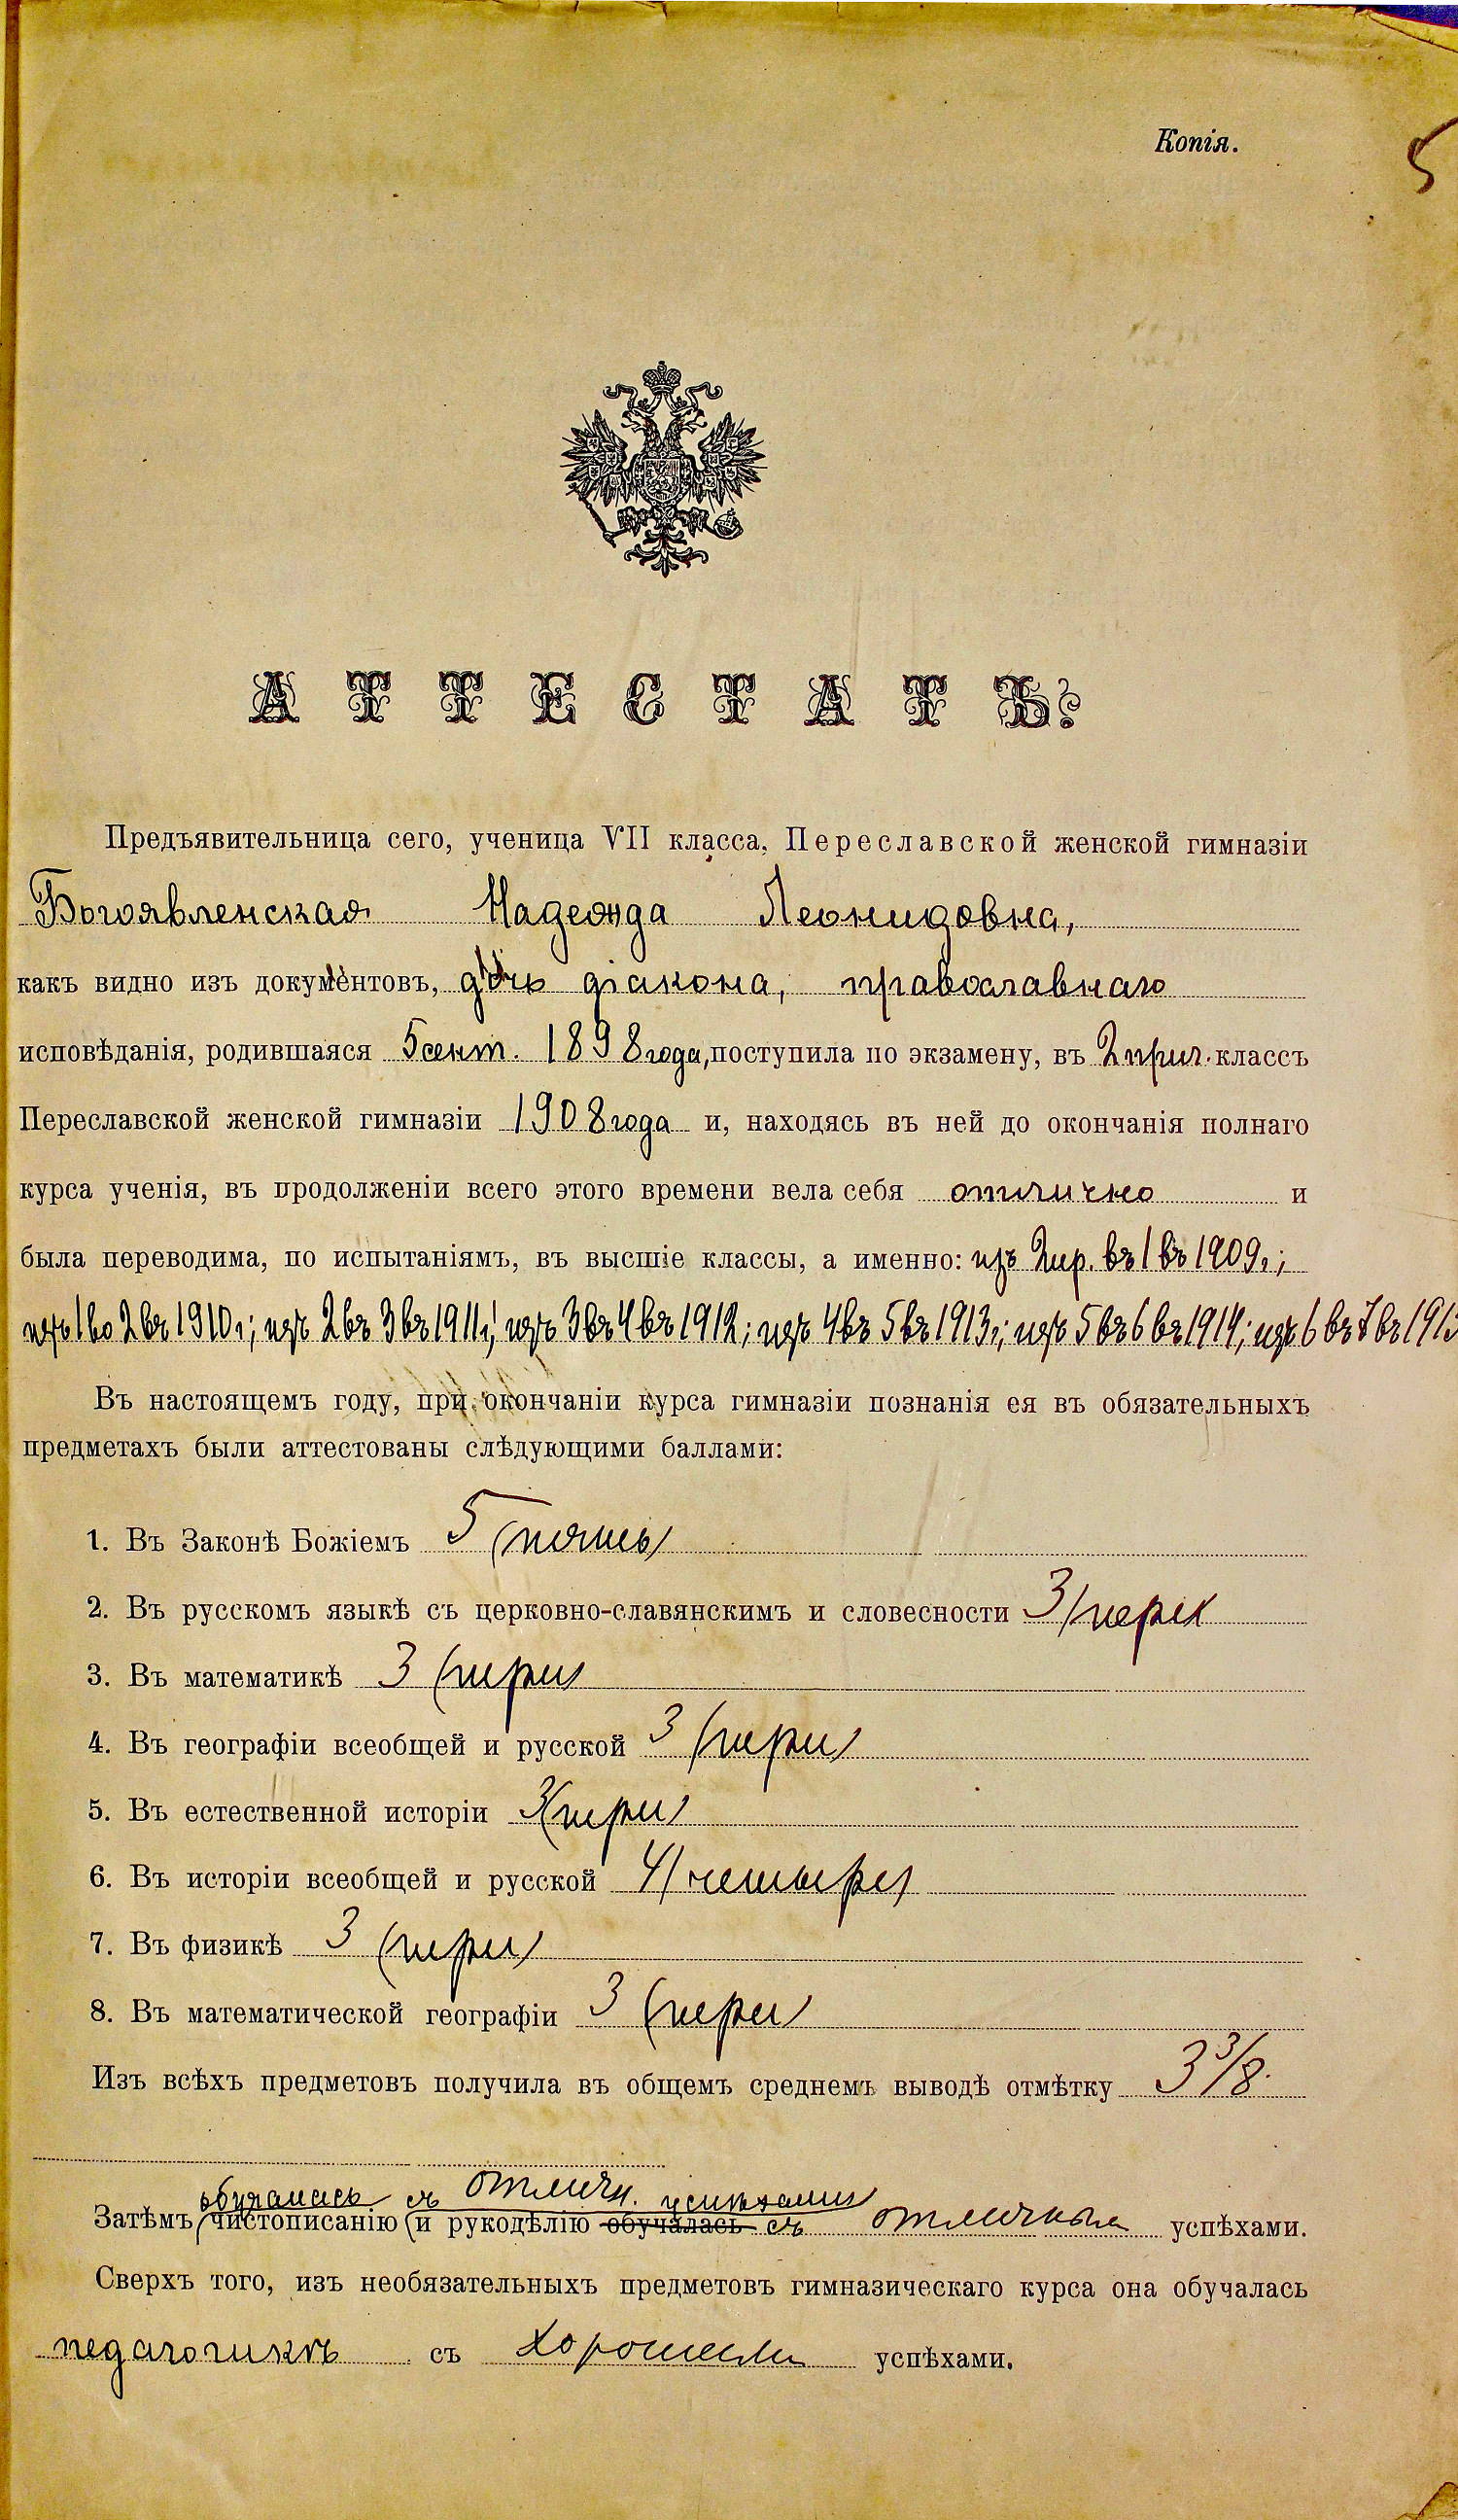 Копія.
5
АТТЕСТАТЪ.
Предъявительница сего, ученица VII класса, Переславской женской гимназіи
Богоявленская Надежда Леонидовна,
какъ видно изъ документовъ, дочь діакона, православнаго
исповѣданія, родившаяся 5 сент. 1898 года, поступила по экзамену, въ 2 приг. классъ
Переславской женской гимназіи 1908 года и, находясь въ ней до окончанія полнаго
курса ученія, въ продолженіи всего этого времени вела себя отлично и
была переводима, по испытаніямъ, въ высшіе классы, а именно: изъ 2 пр. въ 1 въ 1909 г.;
изъ 1 во 2 въ 1910 г.; изъ 2 въ 3 въ 1911 г.; изъ 3 въ 4 въ 1912; изъ 4 въ 5 въ 1913 г.; изъ 5 въ 6 въ 1914; изъ 6 въ 7 въ 1915
Въ настоящемъ году, при окончаніи курса гимназіи познанія ея въ обязательныхъ
предметахъ были аттестованы слѣдующими баллами:
1. Въ Законѣ Божіемъ 5 (пять)
2. Въ русскомъ языкѣ съ церковно-славянскимъ и словесности 3 (три)
3. Въ математикѣ 3 (три)
4. Въ географіи всеобщей и русской 3 (три)
5. Въ естественной исторіи 3 (три)
6. Въ исторіи всеобщей и русской 4 (четыре)
7. Въ физикѣ 3 (три)
8. Въ математической географіи 3 (три)
Изъ всѣхъ предметовъ получила въ общемъ среднемъ выводѣ отмѣтку 3 3/8.
обучалась съ отличн. успѣхами
Затѣмъ чистописанію (и рукодѣлію обучалась съ отличными успѣхами.
Сверхъ того, изъ необязательныхъ предметовъ гимназическаго курса она обучалась
педагогикѣ съ хорошими успѣхами.